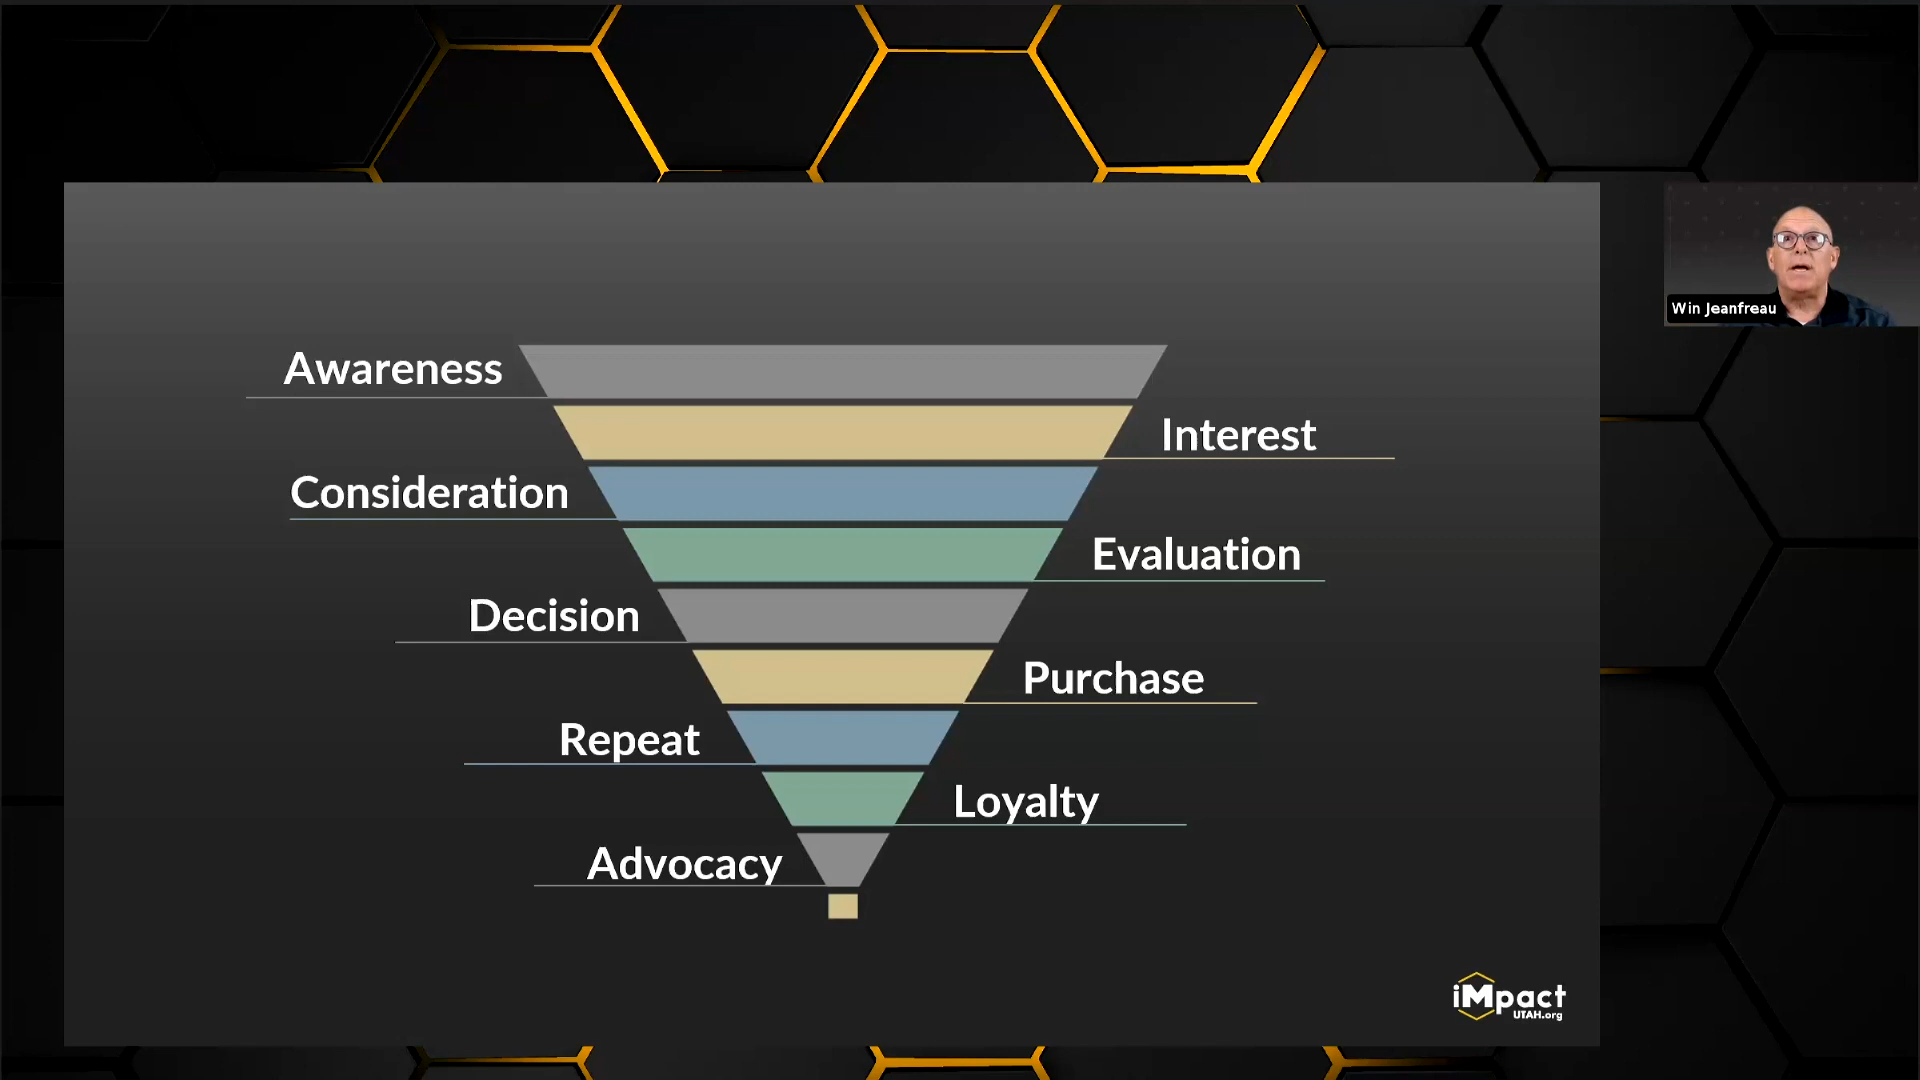 Awareness
Interest
Consideration
Evaluation
Decision
Purchase
Repeat
Loyalty
Advocacy
Win Jeanfreau
iMpact
UTAH.org